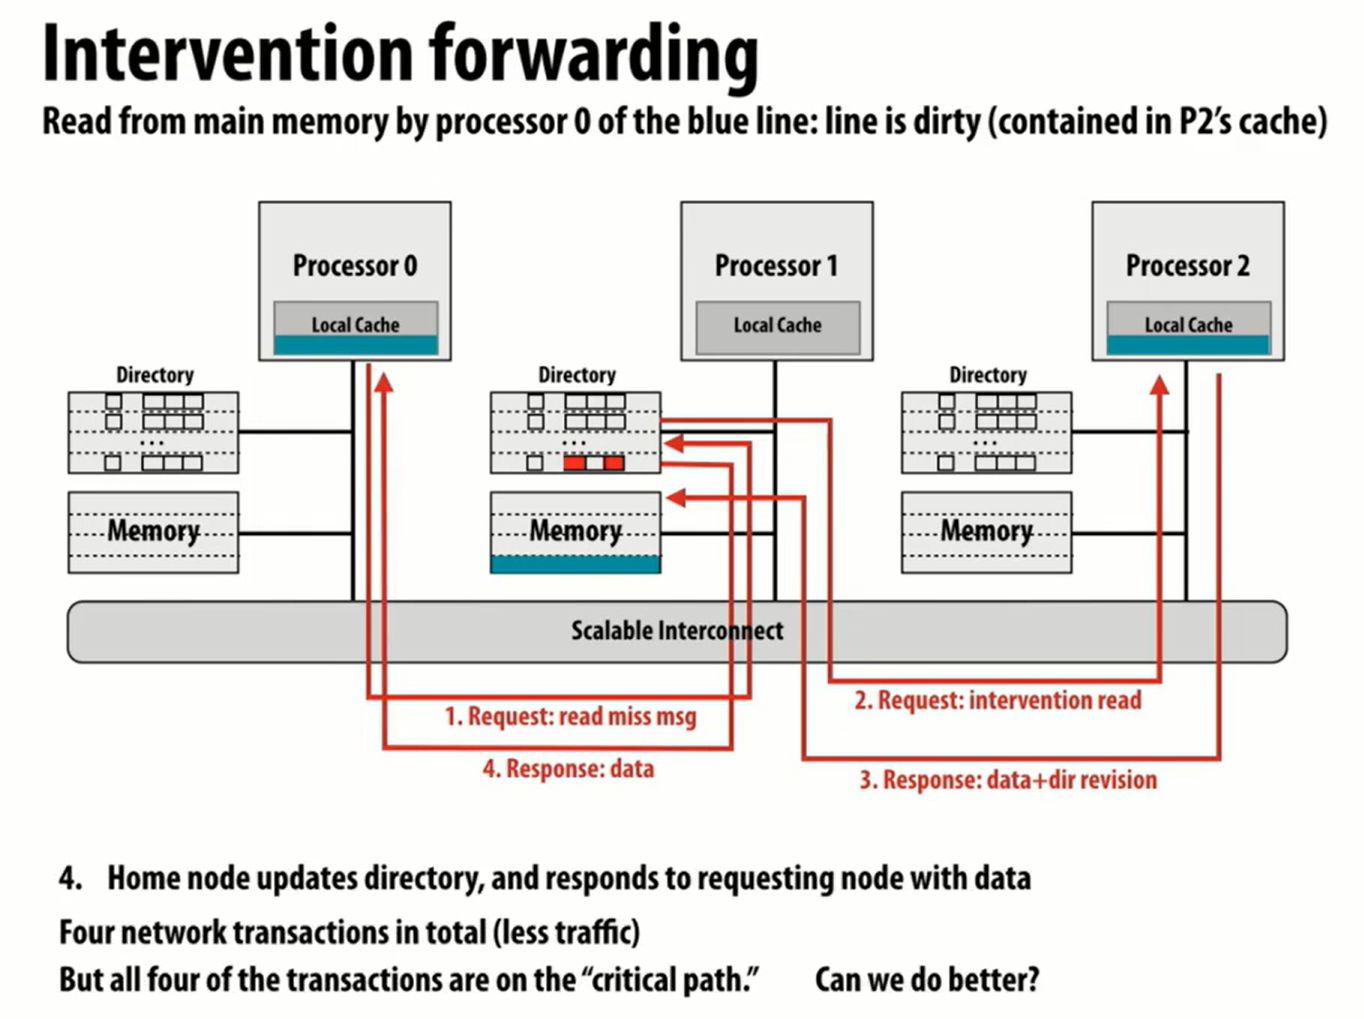 Intervention forwarding
Read from main memory by processor 0 of the blue line: line is dirty (contained in P2's cache)
Processor 0
Local Cache
Processor 1
Local Cache
Processor 2
Local Cache
Directory
...
Directory
...
Directory
...
Memory
Memory
Memory
Scalable Interconnect
1. Request: read miss msg
2. Request: intervention read
4. Response: data
3. Response: data+dir revision
4. Home node updates directory, and responds to requesting node with data
Four network transactions in total (less traffic)
But all four of the transactions are on the “critical path.” Can we do better?